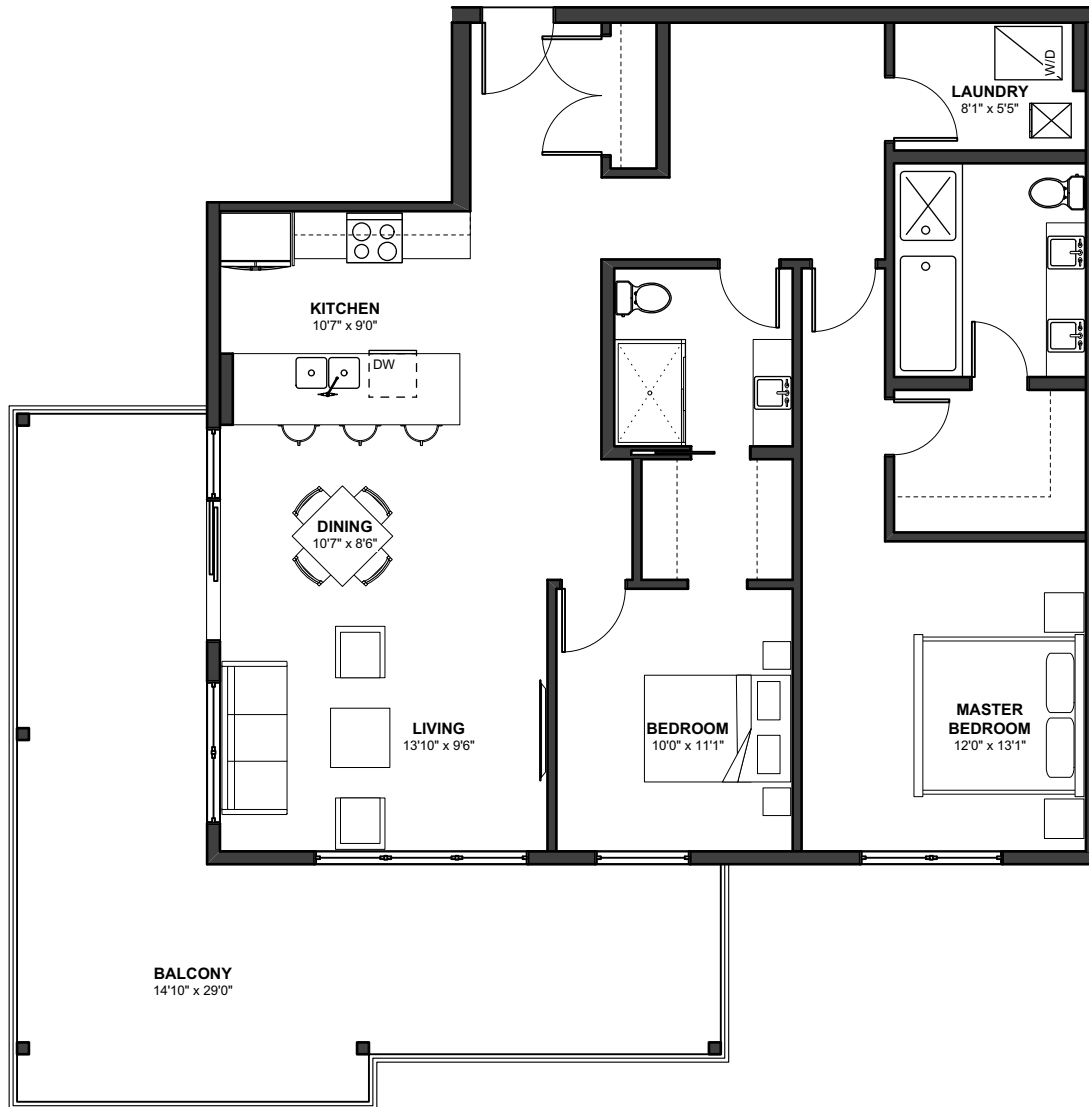 W/D
LAUNDRY
8'1" x 5'5"
KITCHEN
10'7" x 9'0"
DW
DINING
10'7" x 8'6"
LIVING
13'10" x 9'6"
BEDROOM
10'0" x 11'1"
MASTER
BEDROOM
12'0" x 13'1"
BALCONY
14'10" x 29'0"